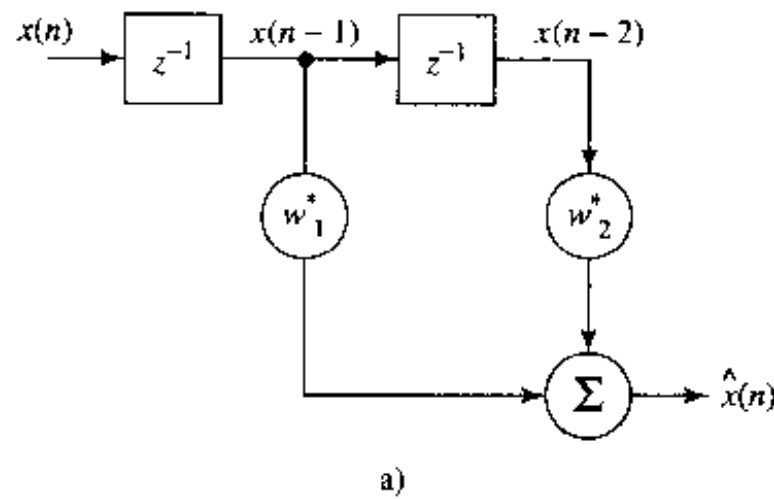 x(n)
z⁻¹
x(n − 1)
z⁻¹
x(n − 2)
w*₁
w*₂
Σ
x̂(n)
a)